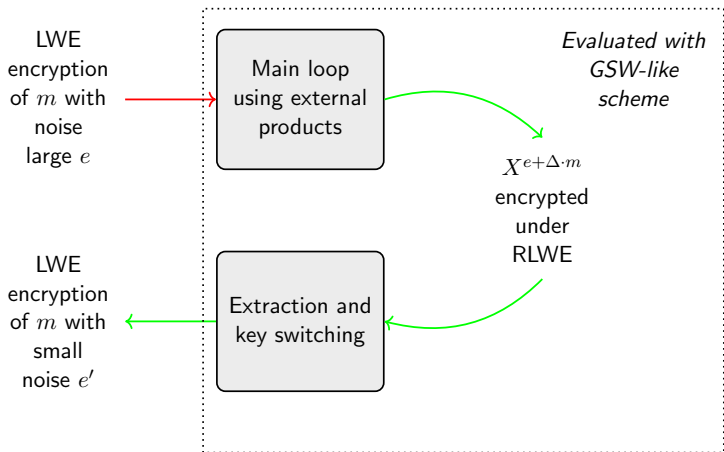 LWE
encryption
of m with
noise
large e
Main loop
using external
products
Evaluated with
GSW-like
scheme
X^{e+Δ·m}
encrypted
under
RLWE
LWE
encryption
of m with
small
noise e′
Extraction and
key switching